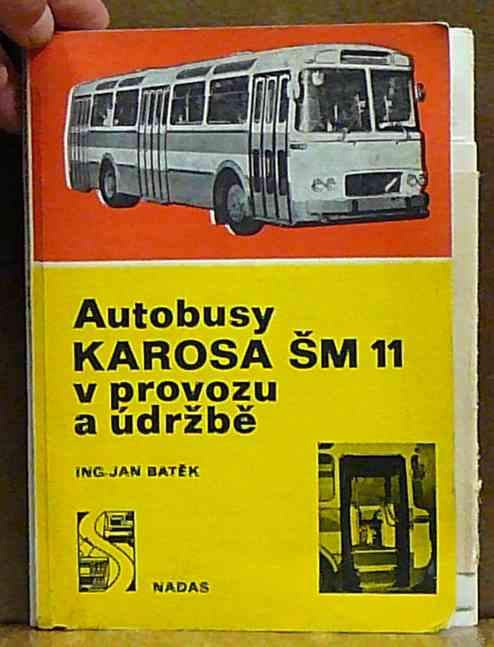 Autobusy
KAROSA ŠM 11
v provozu
a údržbě
ING. JAN BATĚK
NADAS